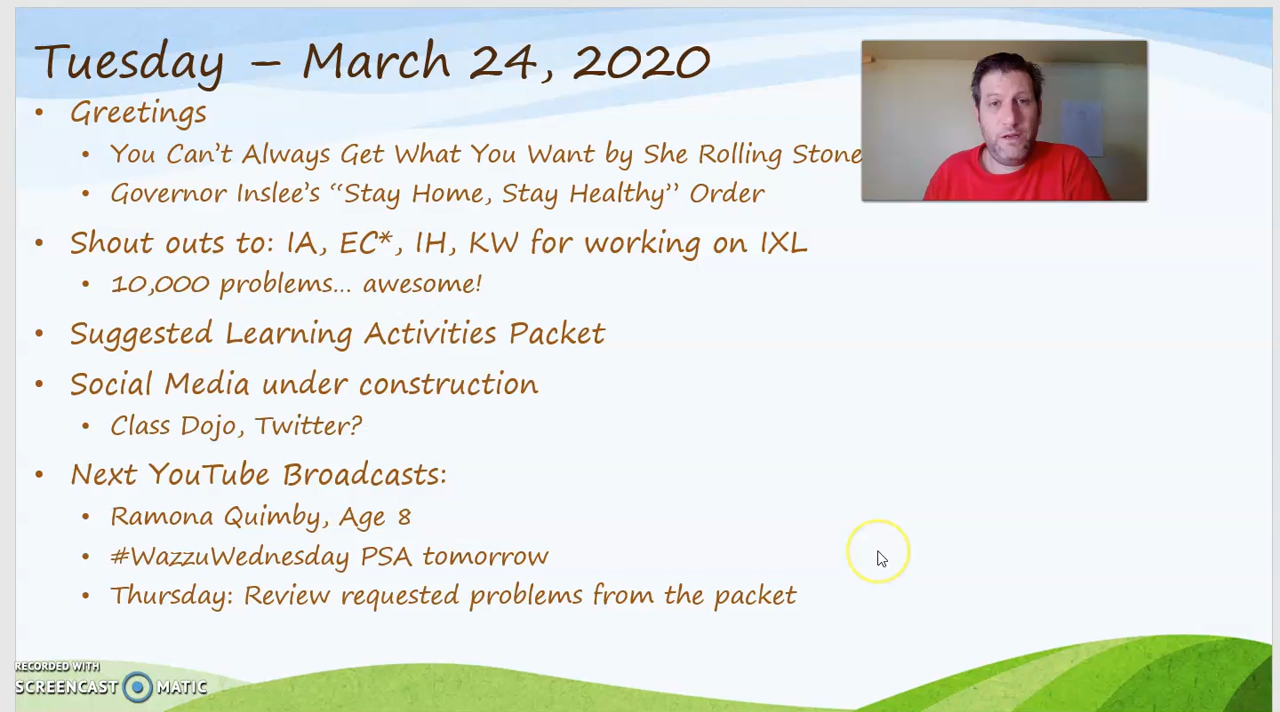 Tuesday – March 24, 2020
• Greetings
• You Can't Always Get What You Want by She Rolling Stone
• Governor Inslee's “Stay Home, Stay Healthy” Order
• Shout outs to: IA, EC*, IH, KW for working on IXL
• 10,000 problems... awesome!
• Suggested Learning Activities Packet
• Social Media under construction
• Class Dojo, Twitter?
• Next YouTube Broadcasts:
• Ramona Quimby, Age 8
• #WazzuWednesday PSA tomorrow
• Thursday: Review requested problems from the packet
RECORDED WITH
SCREENCAST MATIC